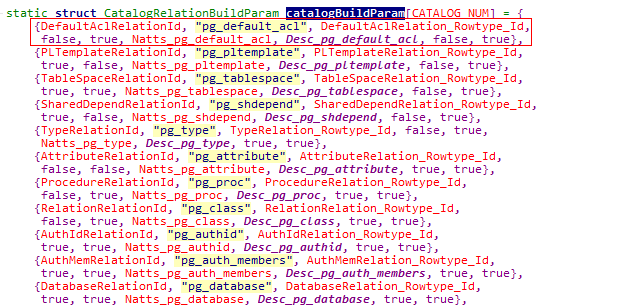 static struct CatalogRelationBuildParam catalogBuildParam[CATALOG_NUM] = {
{DefaultAclRelationId, "pg_default_acl", DefaultAclRelation_Rowtype_Id,
false, true, Natts_pg_default_acl, Desc_pg_default_acl, false, true},
{PLTemplateRelationId, "pg_pltemplate", PLTemplateRelation_Rowtype_Id,
true, false, Natts_pg_pltemplate, Desc_pg_pltemplate, false, true},
{TableSpaceRelationId, "pg_tablespace", TableSpaceRelation_Rowtype_Id,
true, true, Natts_pg_tablespace, Desc_pg_tablespace, false, true},
{SharedDependRelationId, "pg_shdepend", SharedDependRelation_Rowtype_Id,
true, false, Natts_pg_shdepend, Desc_pg_shdepend, false, true},
{TypeRelationId, "pg_type", TypeRelation_Rowtype_Id, false, true,
Natts_pg_type, Desc_pg_type, true, true},
{AttributeRelationId, "pg_attribute", AttributeRelation_Rowtype_Id,
false, false, Natts_pg_attribute, Desc_pg_attribute, true, true},
{ProcedureRelationId, "pg_proc", ProcedureRelation_Rowtype_Id,
false, true, Natts_pg_proc, Desc_pg_proc, true, true},
{RelationRelationId, "pg_class", RelationRelation_Rowtype_Id,
false, true, Natts_pg_class, Desc_pg_class, true, true},
{AuthIdRelationId, "pg_authid", AuthIdRelation_Rowtype_Id,
true, true, Natts_pg_authid, Desc_pg_authid, true, true},
{AuthMemRelationId, "pg_auth_members", AuthMemRelation_Rowtype_Id,
true, true, Natts_pg_auth_members, Desc_pg_auth_members, true, true},
{DatabaseRelationId, "pg_database", DatabaseRelation_Rowtype_Id,
true, true, Natts_pg_database, Desc_pg_database, true, true},